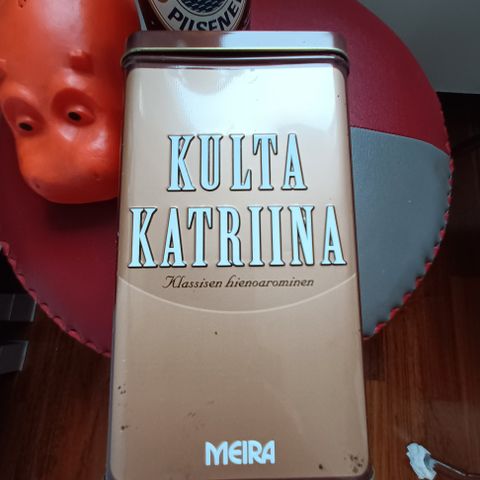 PILSENER
KULTA
KATRIINA
Klassisen hienoarominen
MEIRA